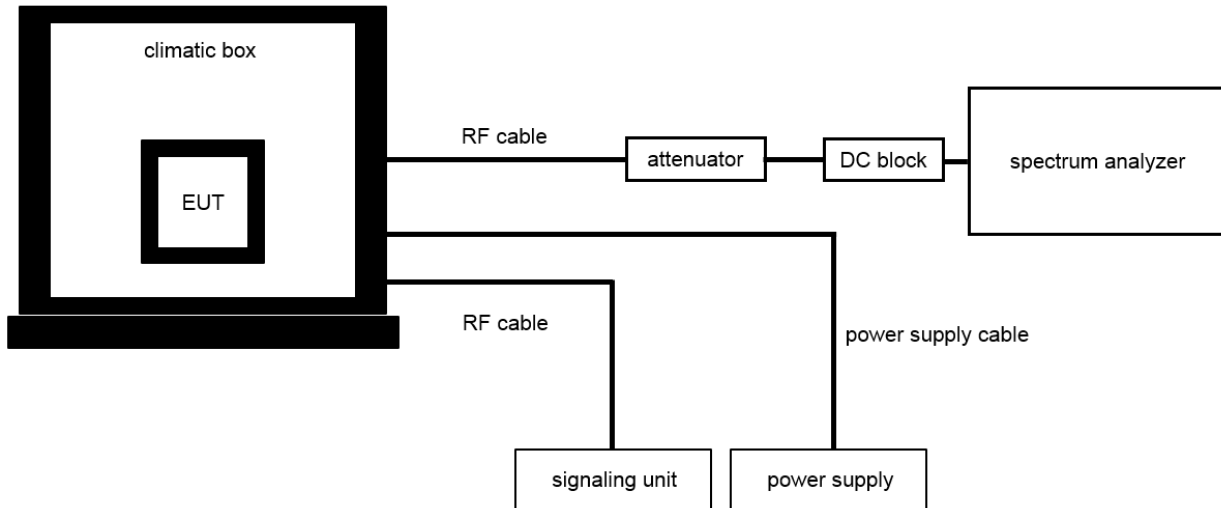 climatic box
RF cable
attenuator
DC block
spectrum analyzer
EUT
RF cable
power supply cable
signaling unit
power supply